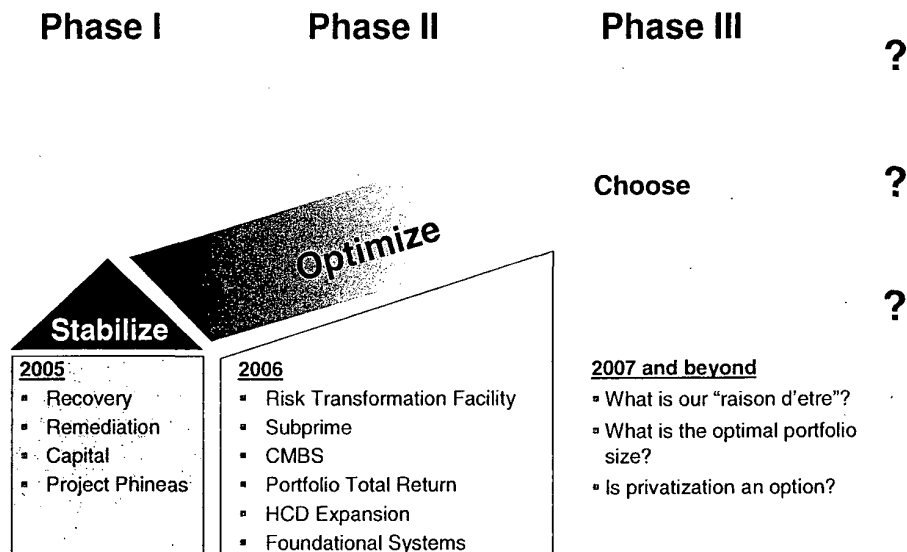 Phase I
Phase II
Phase III
?
Choose
?
Optimize
?
Stabilize
2005
▪ Recovery
▪ Remediation
▪ Capital
▪ Project Phineas
2006
▪ Risk Transformation Facility
▪ Subprime
▪ CMBS
▪ Portfolio Total Return
▪ HCD Expansion
▪ Foundational Systems
2007 and beyond
▪ What is our “raison d'etre”?
▪ What is the optimal portfolio
size?
▪ Is privatization an option?